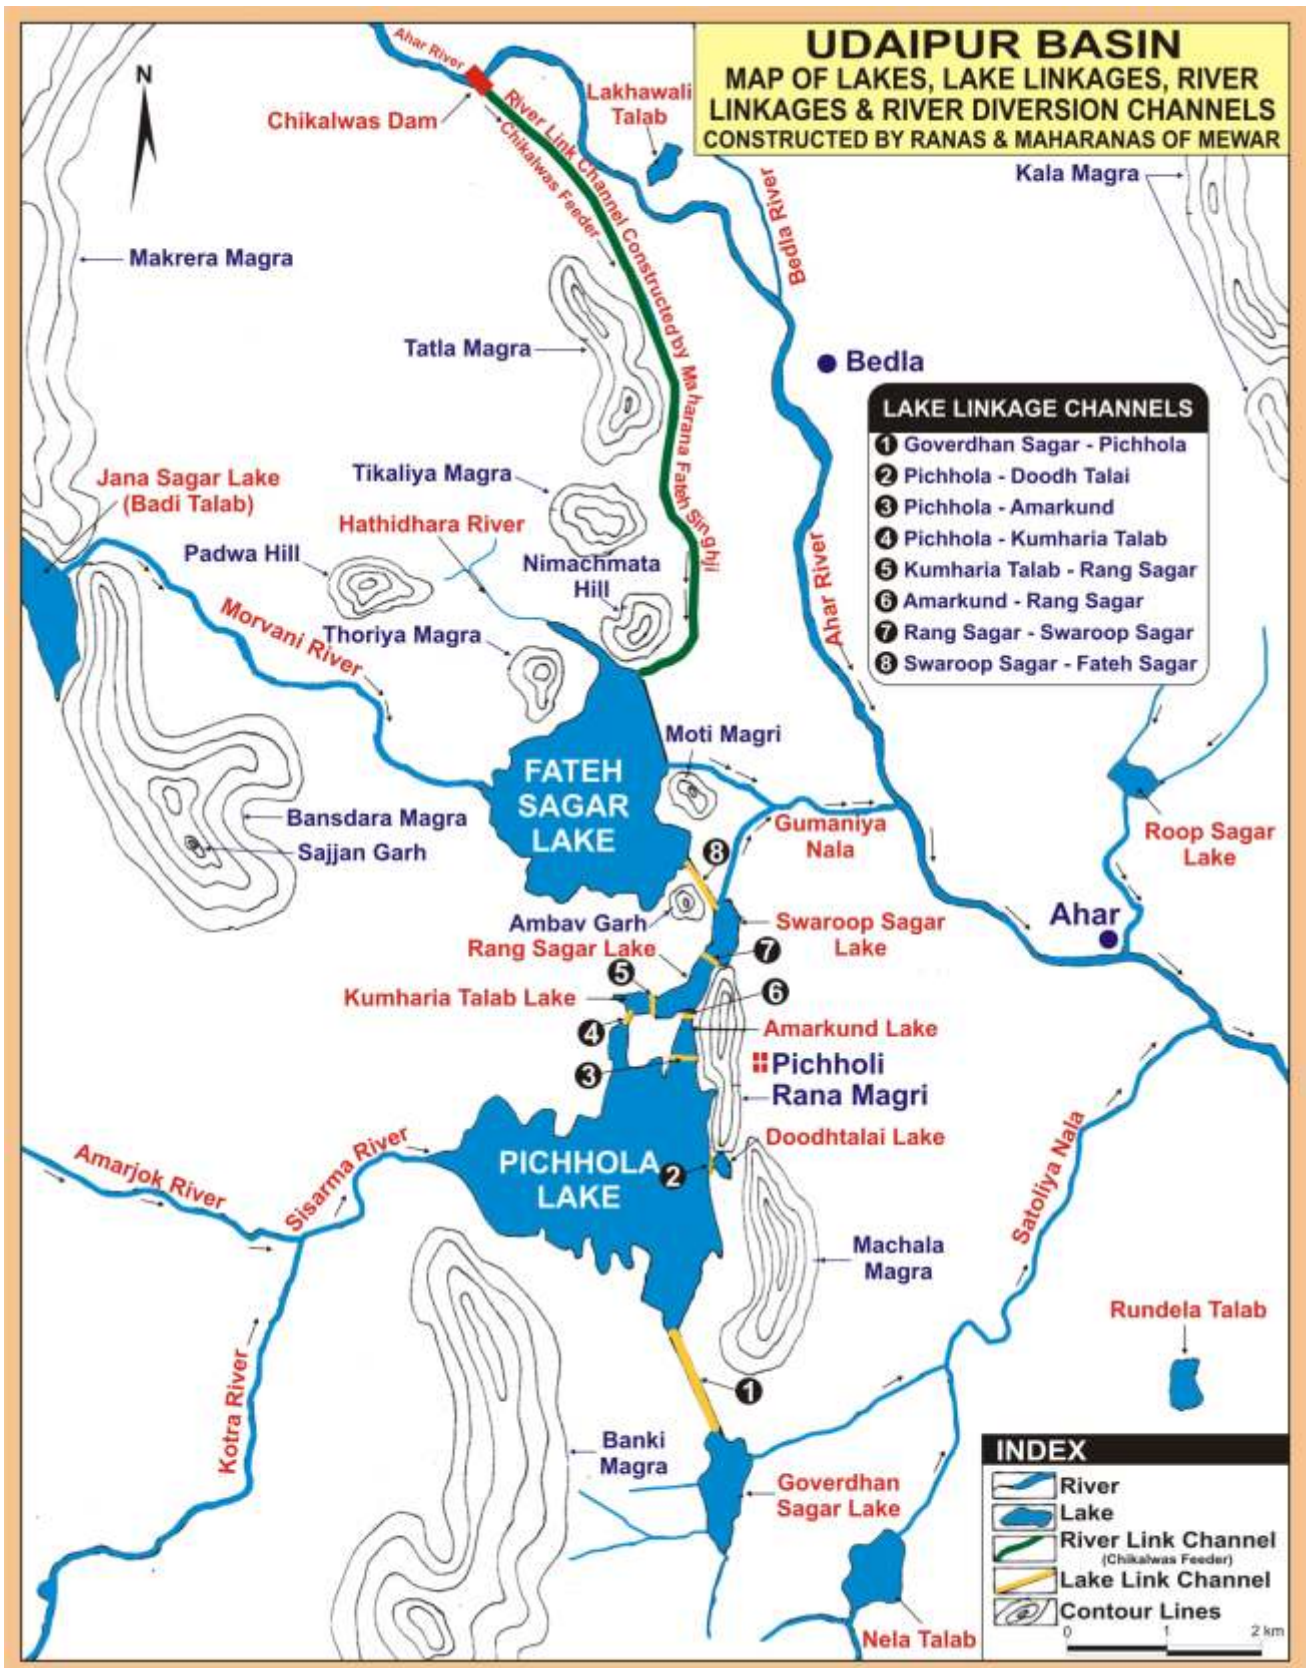 UDAIPUR BASIN
MAP OF LAKES, LAKE LINKAGES, RIVER
LINKAGES & RIVER DIVERSION CHANNELS
CONSTRUCTED BY RANAS & MAHARANAS OF MEWAR
N
Ahar River
Chikalwas Dam
River Link Channel Constructed by Maharana Fateh Singhji
Chikalwas Feeder
Lakhawali
Talab
Bedla River
Kala Magra
Makrera Magra
Tatla Magra
Bedla
LAKE LINKAGE CHANNELS
1 Goverdhan Sagar - Pichhola
2 Pichhola - Doodh Talai
3 Pichhola - Amarkund
4 Pichhola - Kumharia Talab
5 Kumharia Talab - Rang Sagar
6 Amarkund - Rang Sagar
7 Rang Sagar - Swaroop Sagar
8 Swaroop Sagar - Fateh Sagar
Jana Sagar Lake
(Badi Talab)
Tikaliya Magra
Hathidhara River
Padwa Hill
Nimachmata
Hill
Ahar River
Morvani River
Thoriya Magra
Moti Magri
FATEH
SAGAR
LAKE
Bansdara Magra
Sajjan Garh
Gumaniya
Nala
Roop Sagar
Lake
8
Ahar
Ambav Garh
Swaroop Sagar
Lake
Rang Sagar Lake
7
5
6
Kumharia Talab Lake
4
Amarkund Lake
3
Pichholi
Rana Magri
Doodhtalai Lake
Amarjok River
Sisarma River
PICHHOLA
LAKE
2
Satoliya Nala
Machala
Magra
Rundela Talab
Kotra River
1
Banki
Magra
Goverdhan
Sagar Lake
Nela Talab
INDEX
River
Lake
River Link Channel
(Chikalwas Feeder)
Lake Link Channel
Contour Lines
0 1 2 km